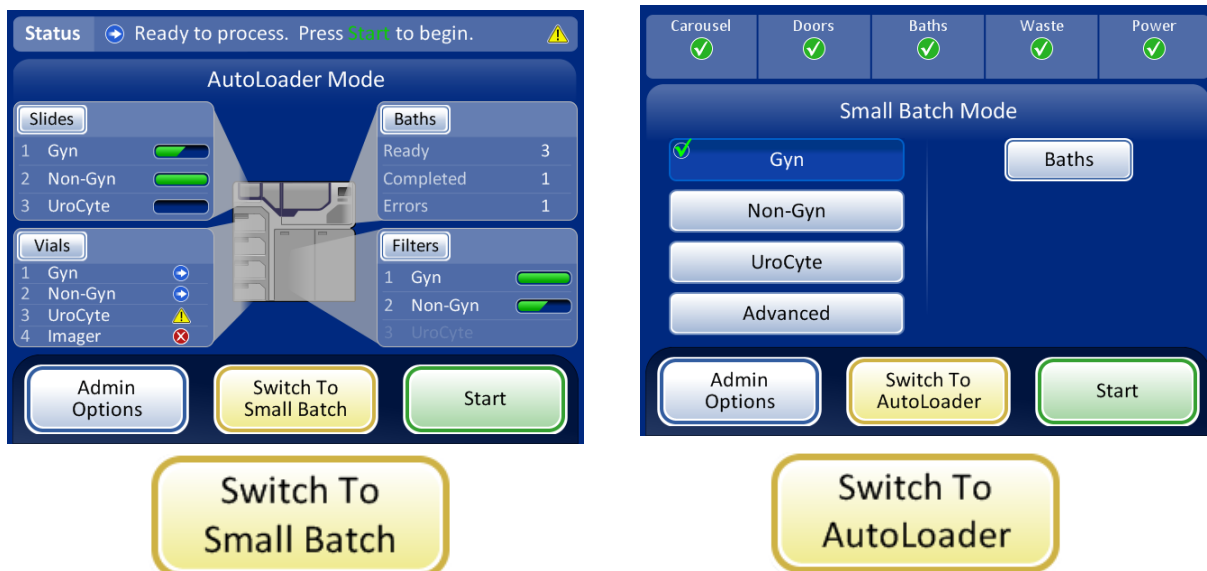 Status Ready to process. Press Start to begin.
AutoLoader Mode
Slides
1 Gyn
2 Non-Gyn
3 UroCyte
Baths
Ready 3
Completed 1
Errors 1
Vials
1 Gyn
2 Non-Gyn
3 UroCyte
4 Imager
Filters
1 Gyn
2 Non-Gyn
3 UroCyte
Admin
Options
Switch To
Small Batch
Start
Switch To
Small Batch
Carousel
Doors
Baths
Waste
Power
Small Batch Mode
Gyn
Non-Gyn
UroCyte
Advanced
Baths
Admin
Options
Switch To
AutoLoader
Start
Switch To
AutoLoader